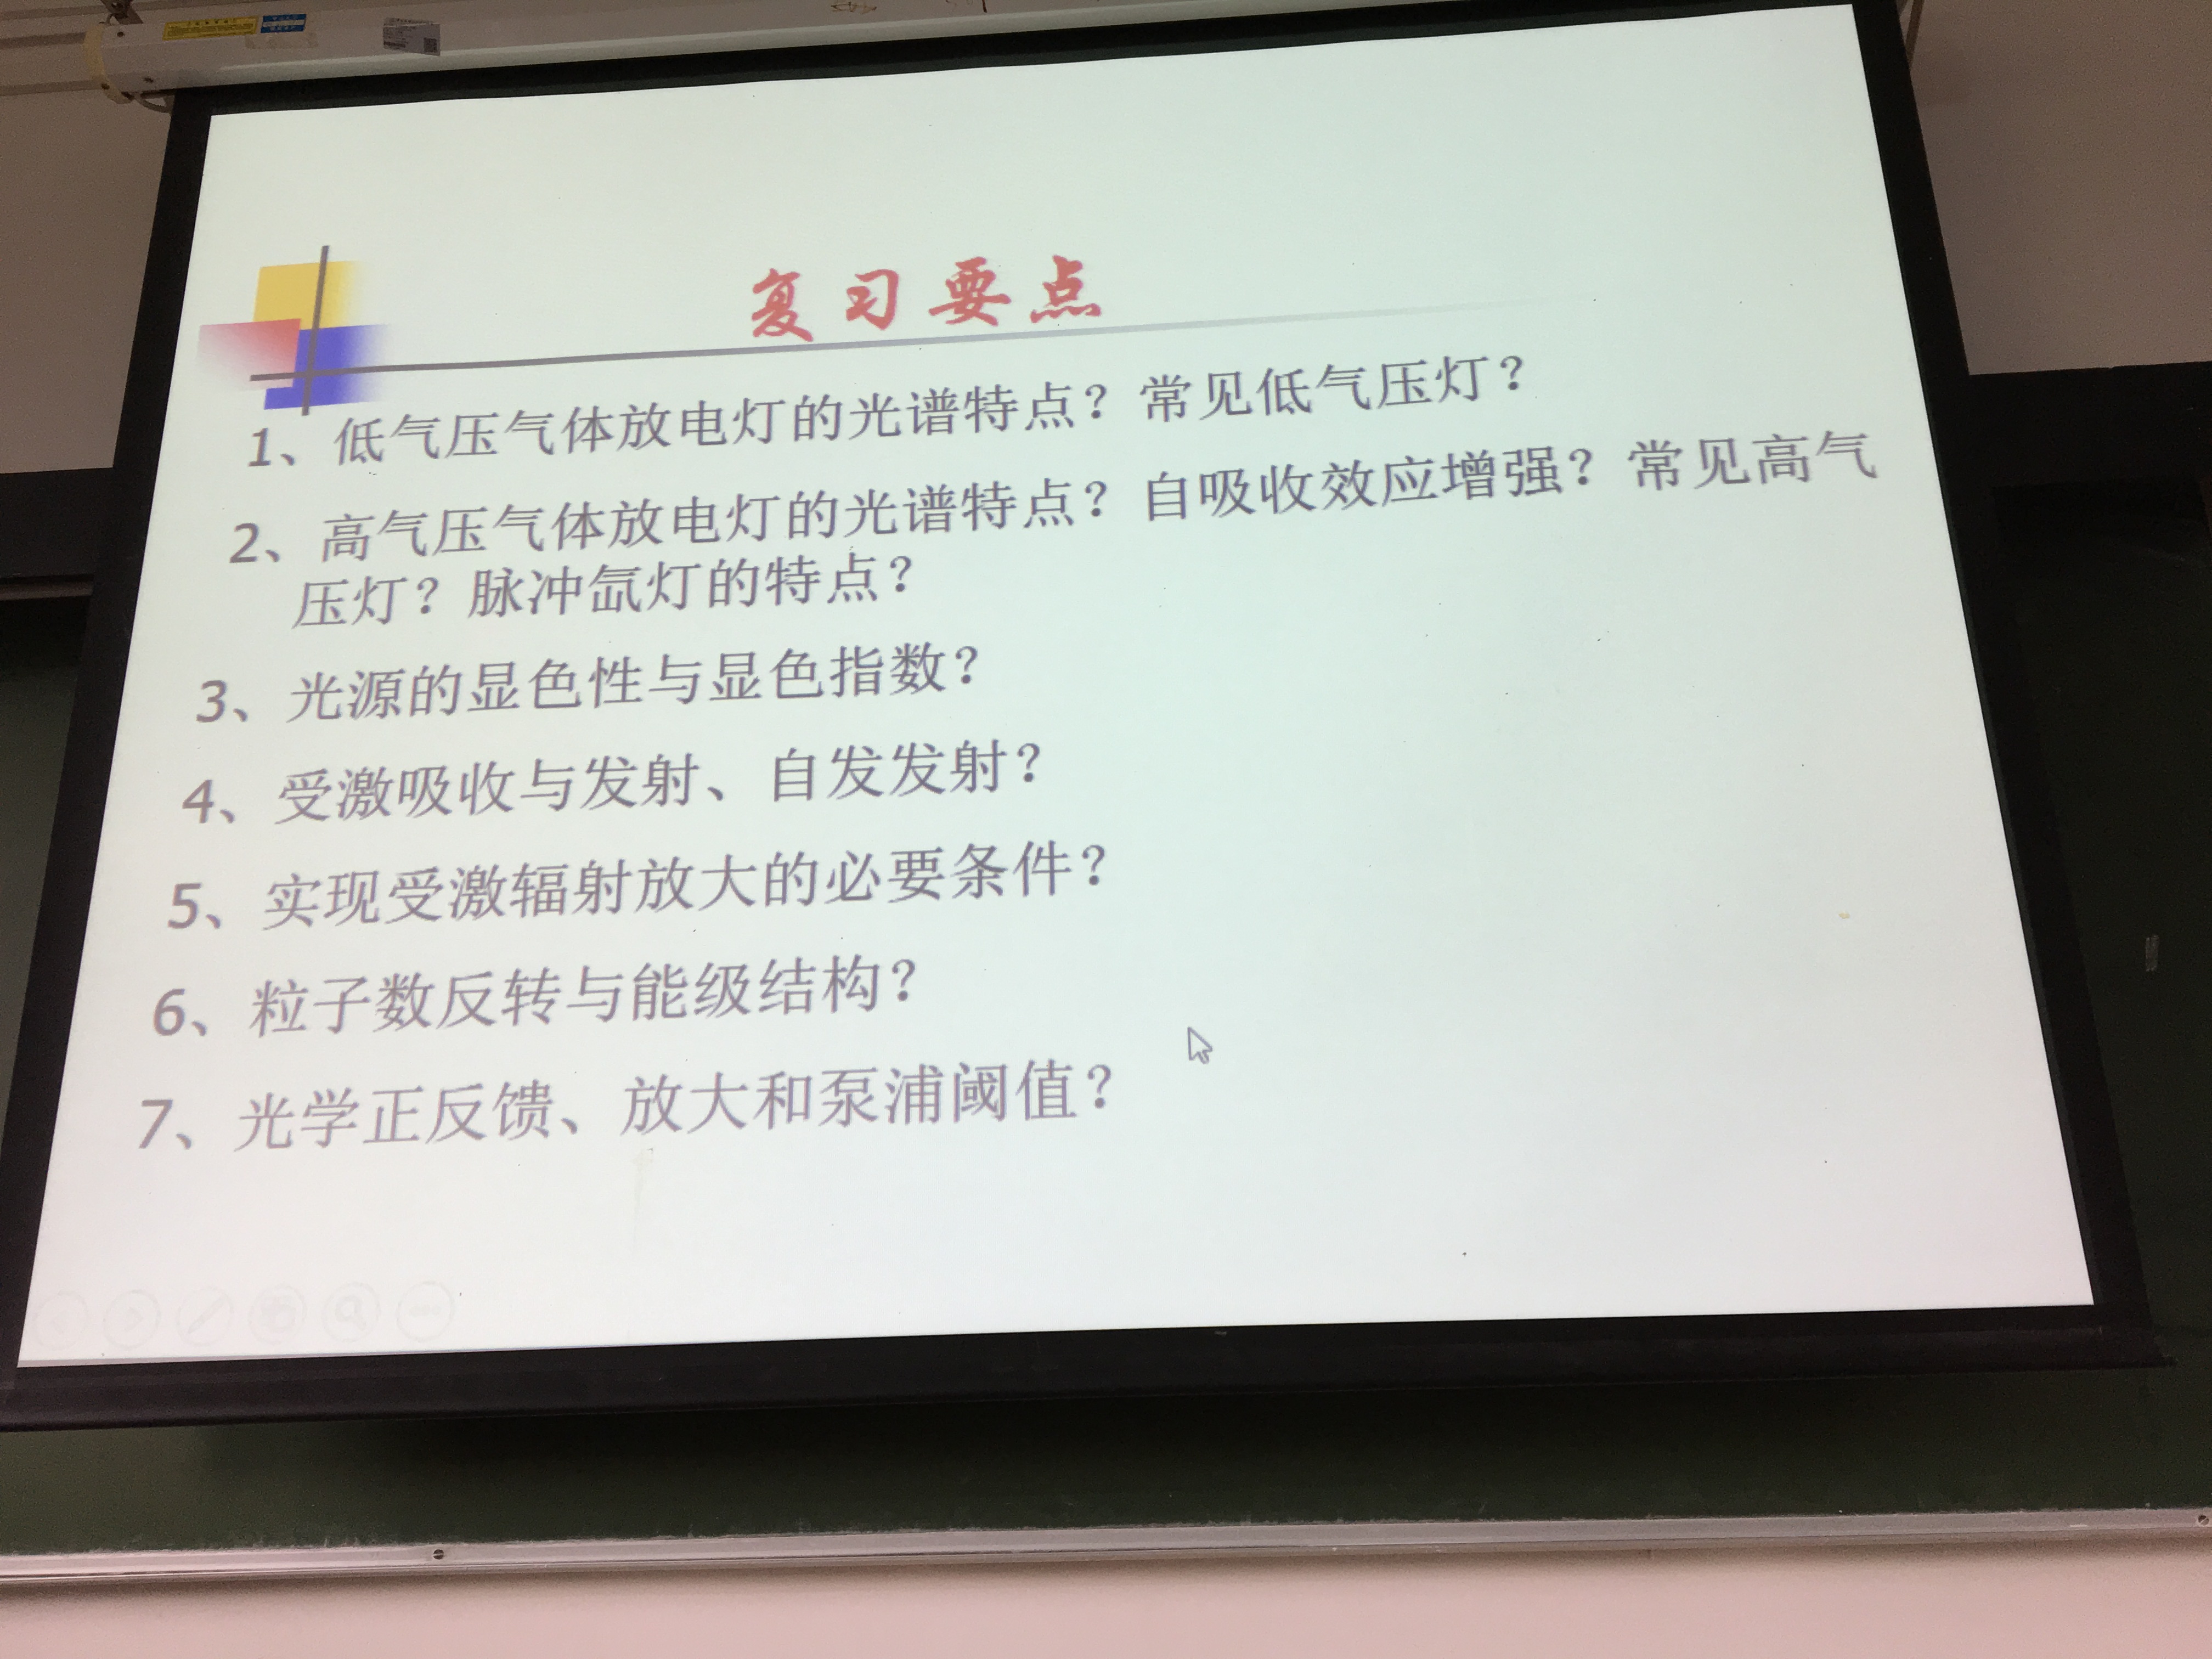 复习要点
1、低气压气体放电灯的光谱特点？常见低气压灯？
2、高气压气体放电灯的光谱特点？自吸收效应增强？常见高气
压灯？脉冲氙灯的特点？
3、光源的显色性与显色指数？
4、受激吸收与发射、自发发射？
5、实现受激辐射放大的必要条件？
6、粒子数反转与能级结构？
7、光学正反馈、放大和泵浦阈值？